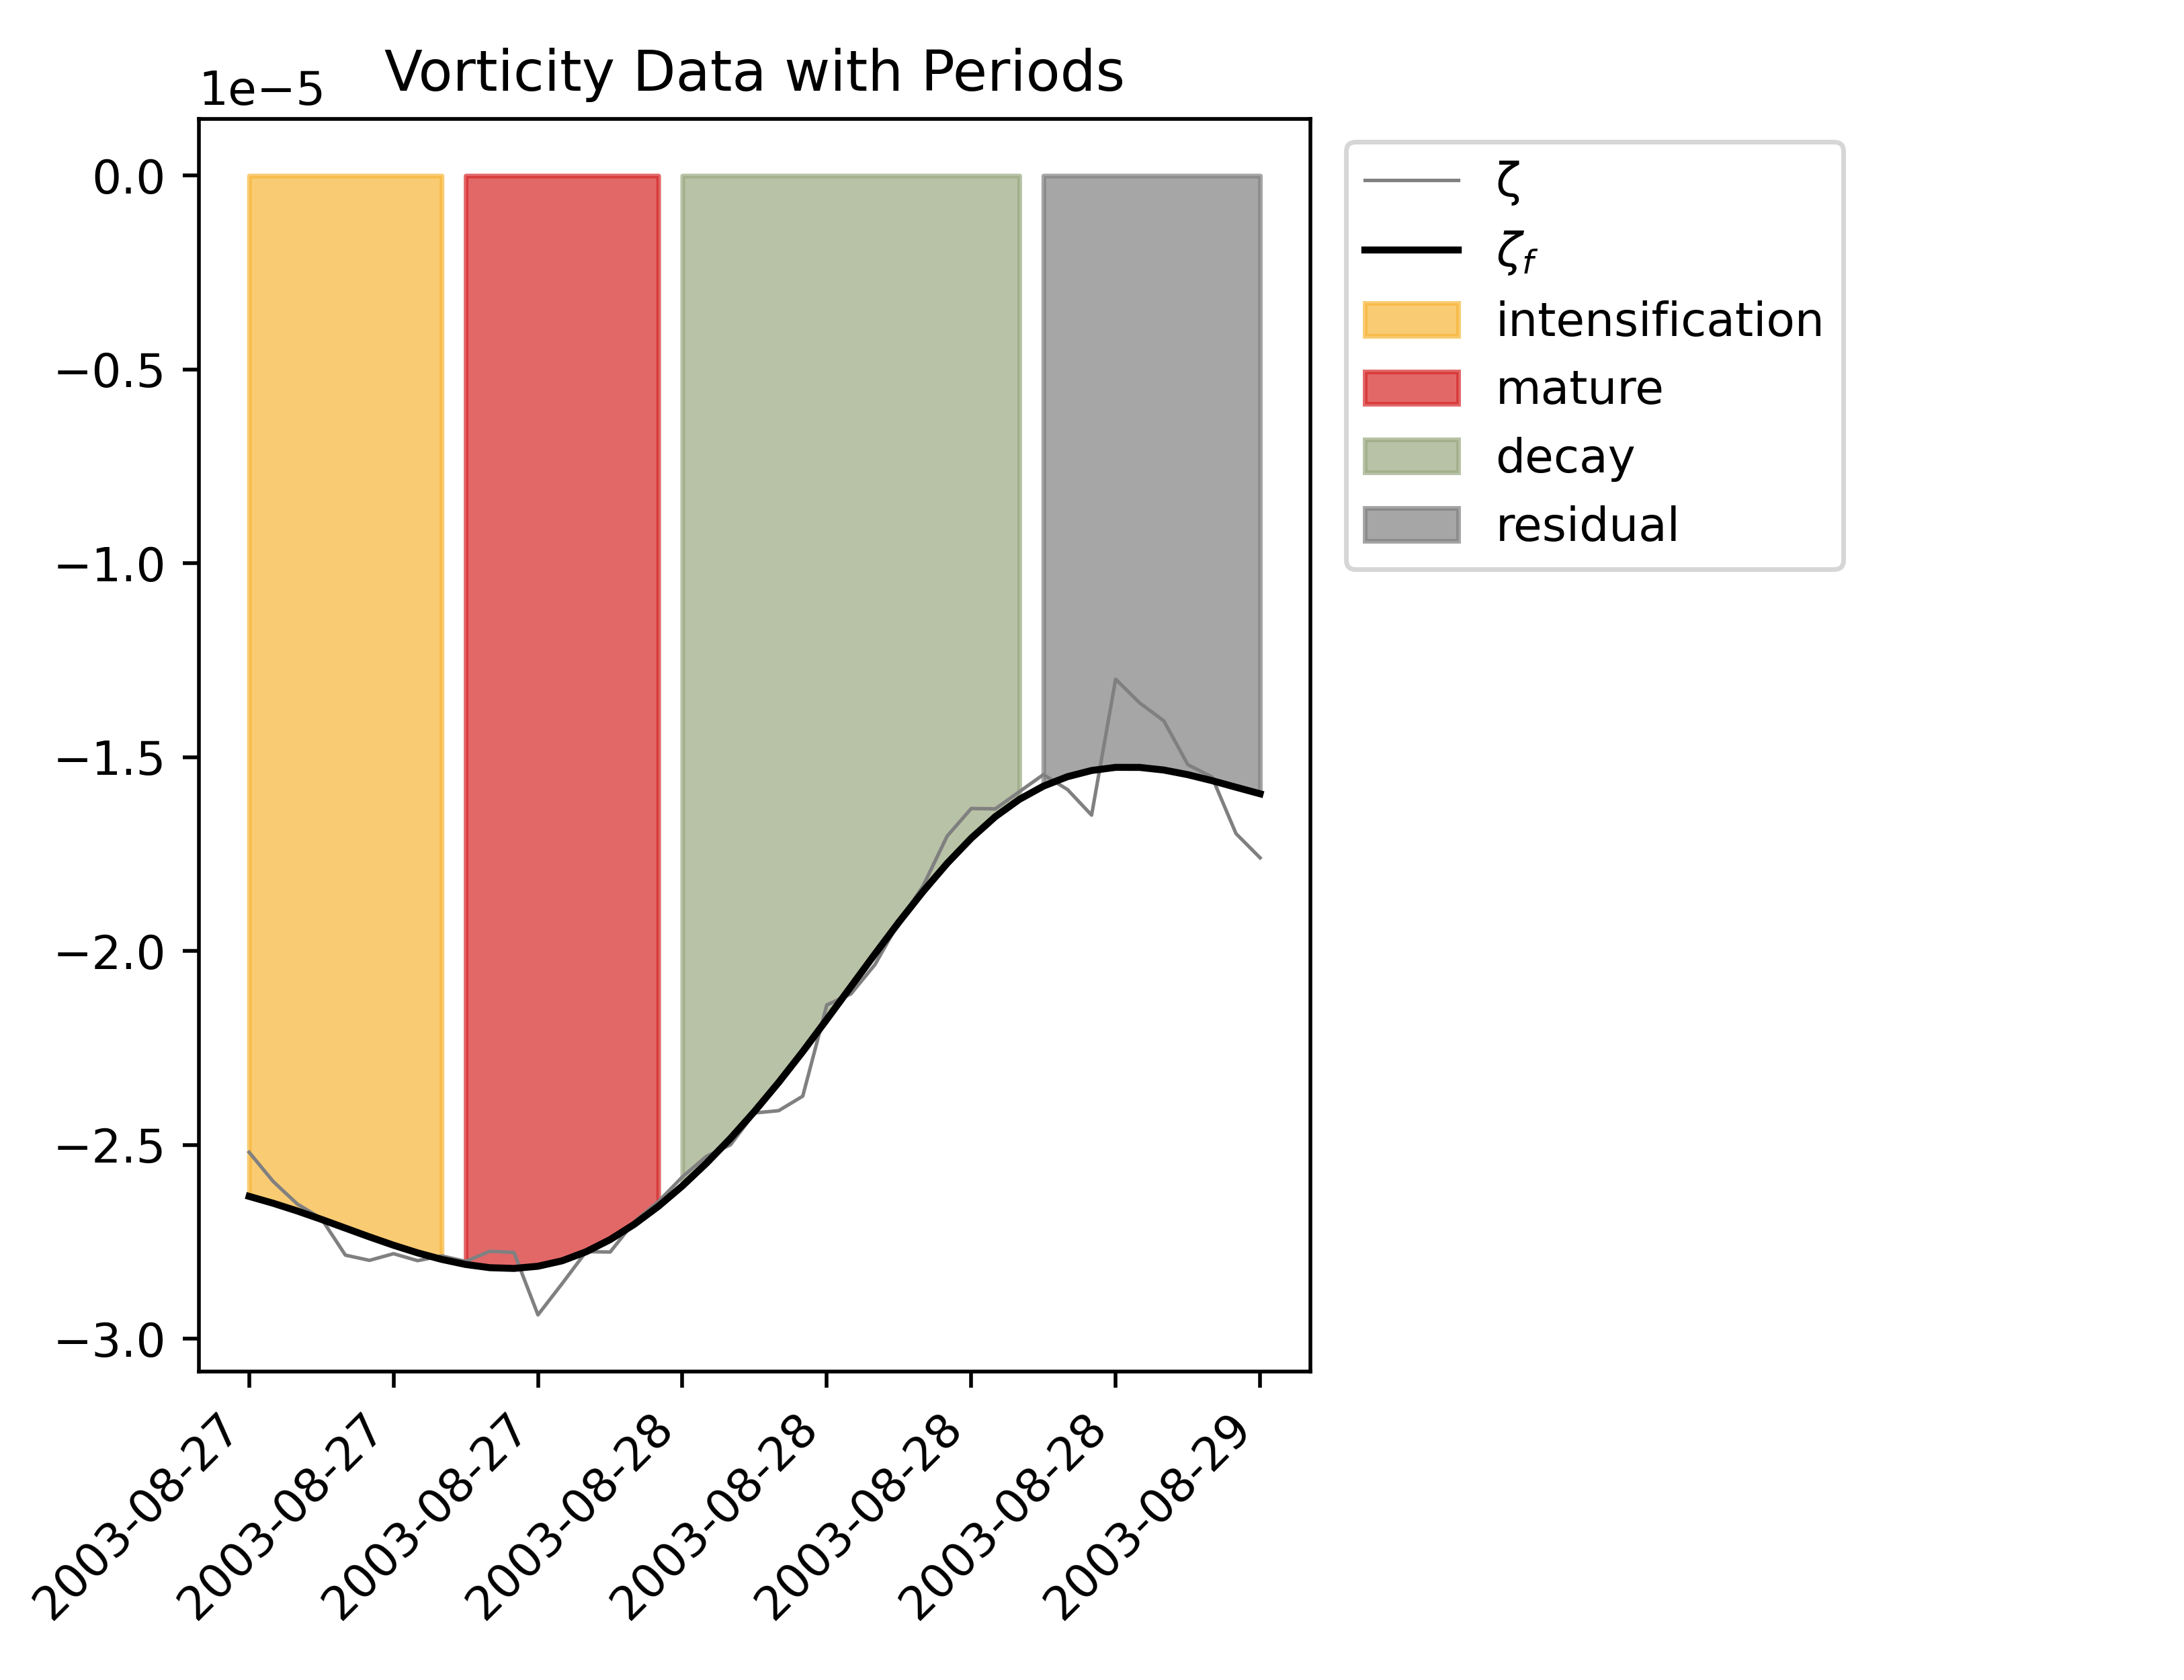 Vorticity Data with Periods
1e−5
0.0
−0.5
−1.0
−1.5
−2.0
−2.5
−3.0
2003-08-27
2003-08-27
2003-08-27
2003-08-28
2003-08-28
2003-08-28
2003-08-28
2003-08-29
ζ
ζf
intensification
mature
decay
residual